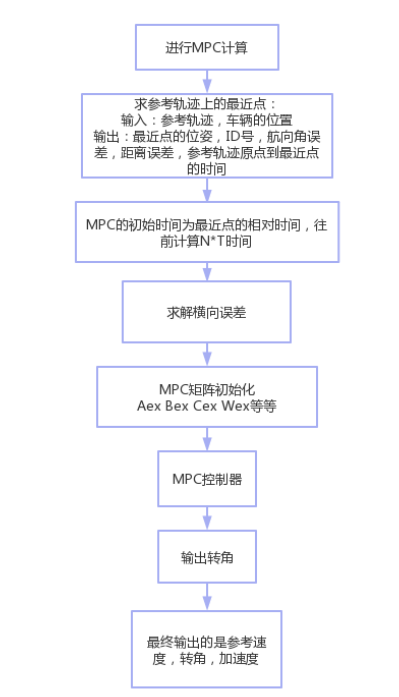 进行MPC计算
求参考轨迹上的最近点：
输入：参考轨迹，车辆的位置
输出：最近点的位姿，ID号，航向角误
差，距离误差，参考轨迹原点到最近点
的时间
MPC的初始时间为最近点的相对时间，往
前计算N*T时间
求解横向误差
MPC矩阵初始化
Aex Bex Cex Wex等等
MPC控制器
输出转角
最终输出的是参考速
度，转角，加速度